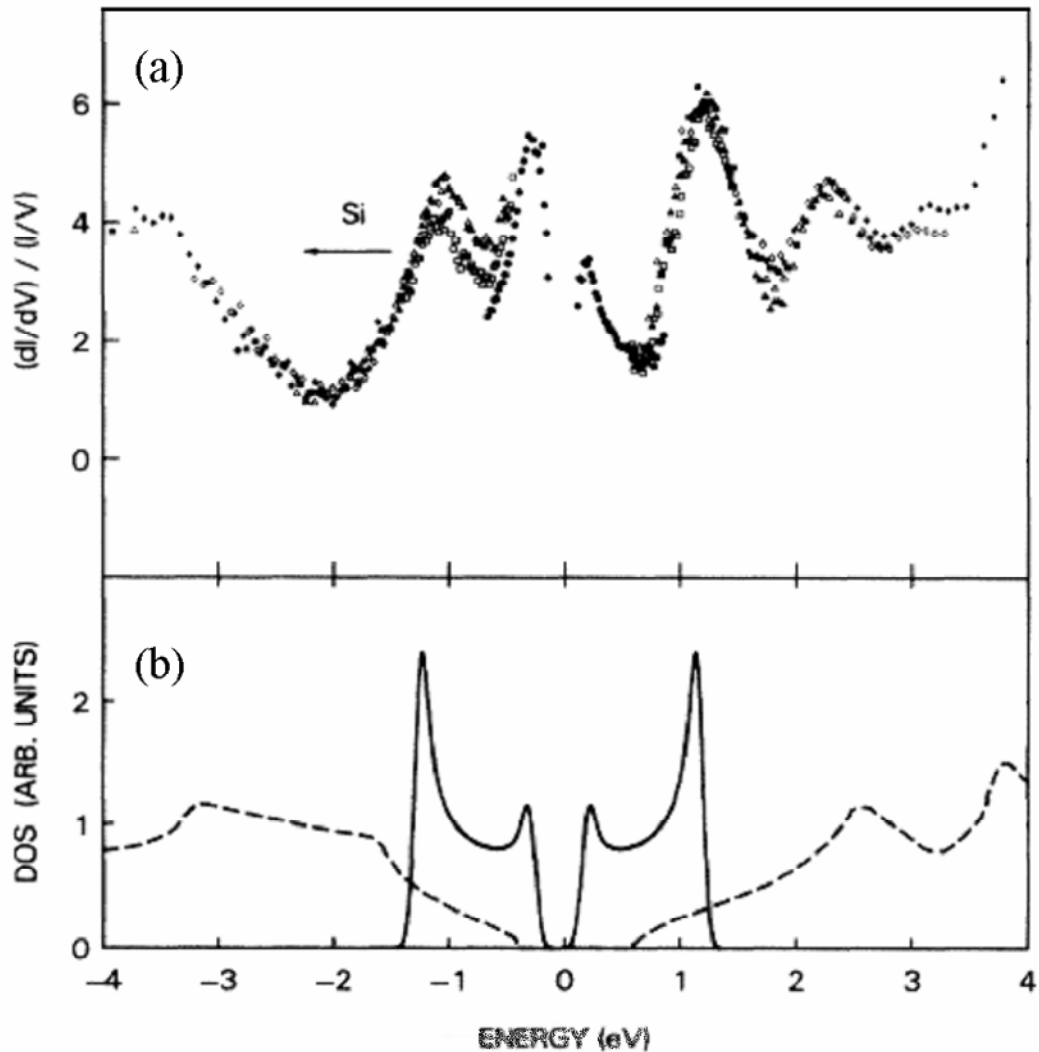 (a)
6
4
2
0
(dI/dV) / (I/V)
Si
(b)
2
1
0
DOS (ARB. UNITS)
−4 −3 −2 −1 0 1 2 3 4
ENERGY (eV)